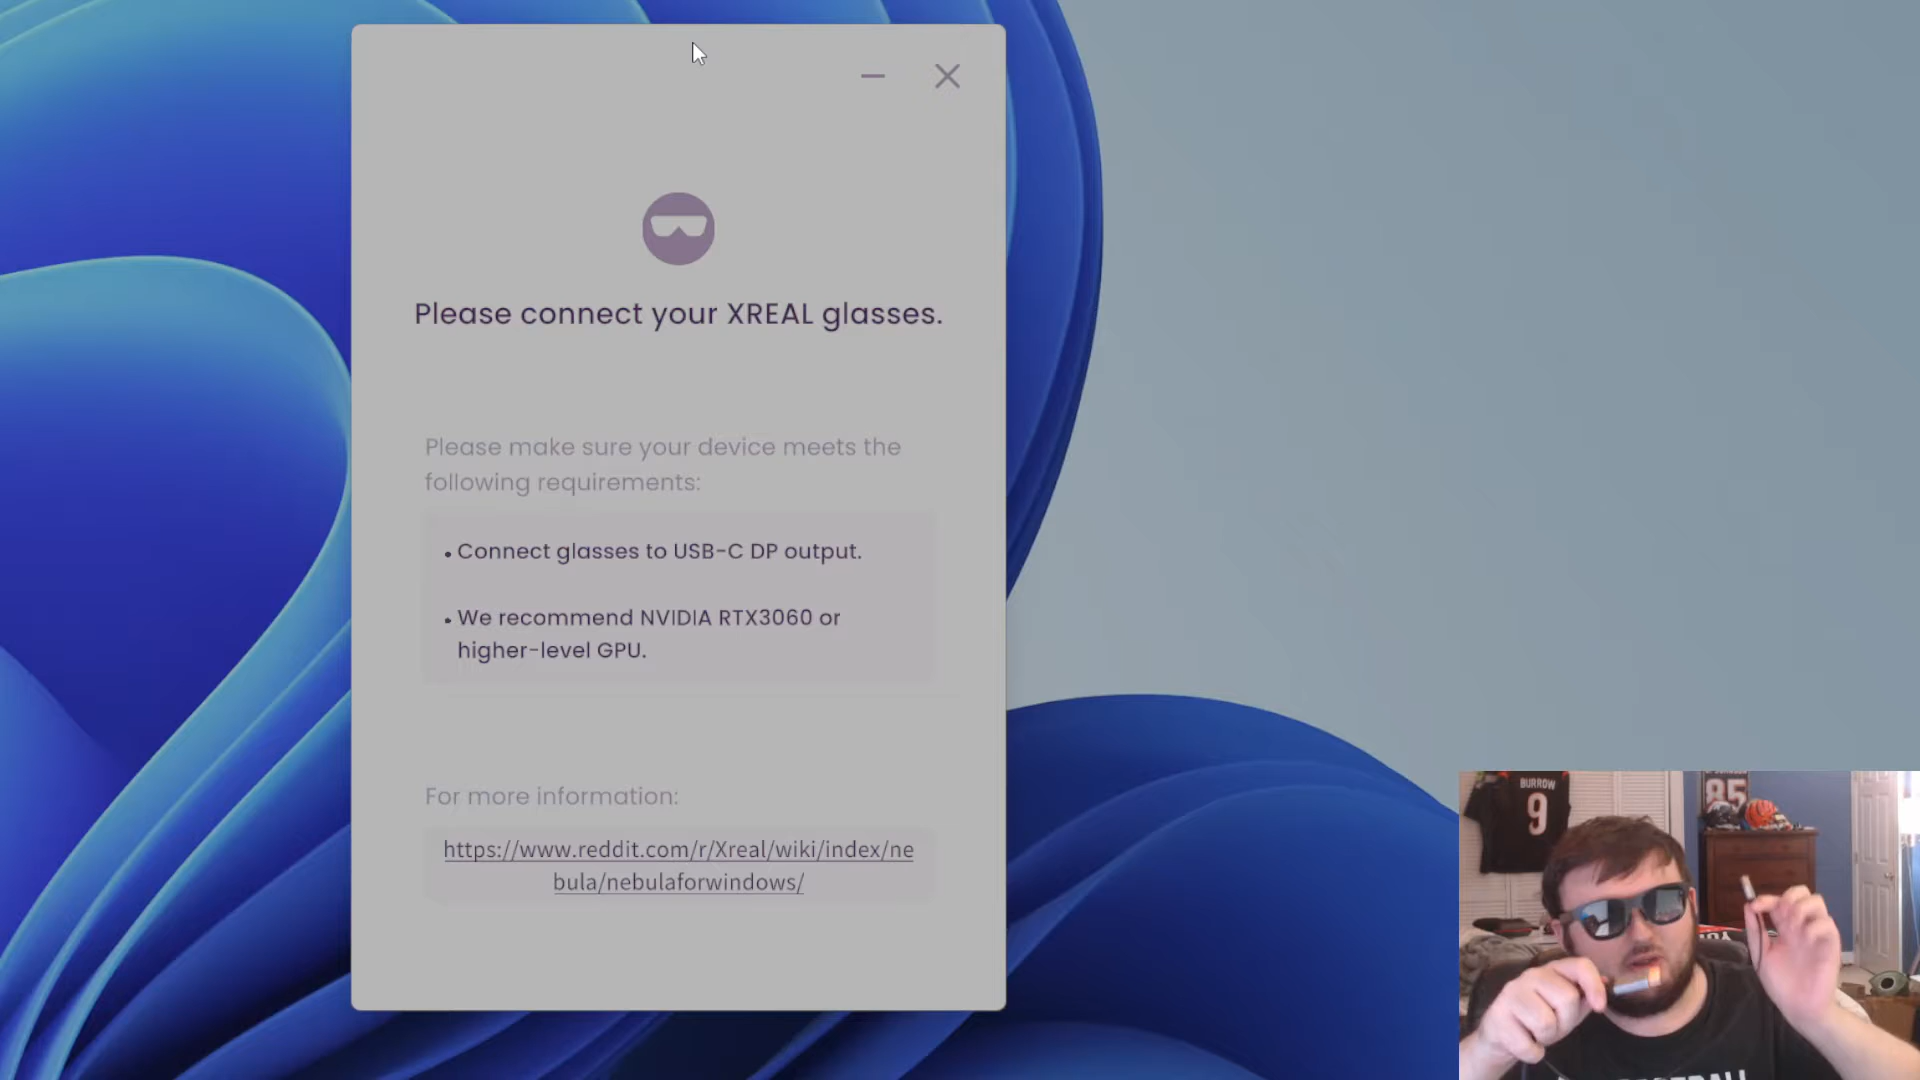 Please connect your XREAL glasses.
Please make sure your device meets the
following requirements:
• Connect glasses to USB-C DP output.
• We recommend NVIDIA RTX3060 or
higher-level GPU.
For more information:
https://www.reddit.com/r/Xreal/wiki/index/ne
bula/nebulaforwindows/
BURROW
9
85